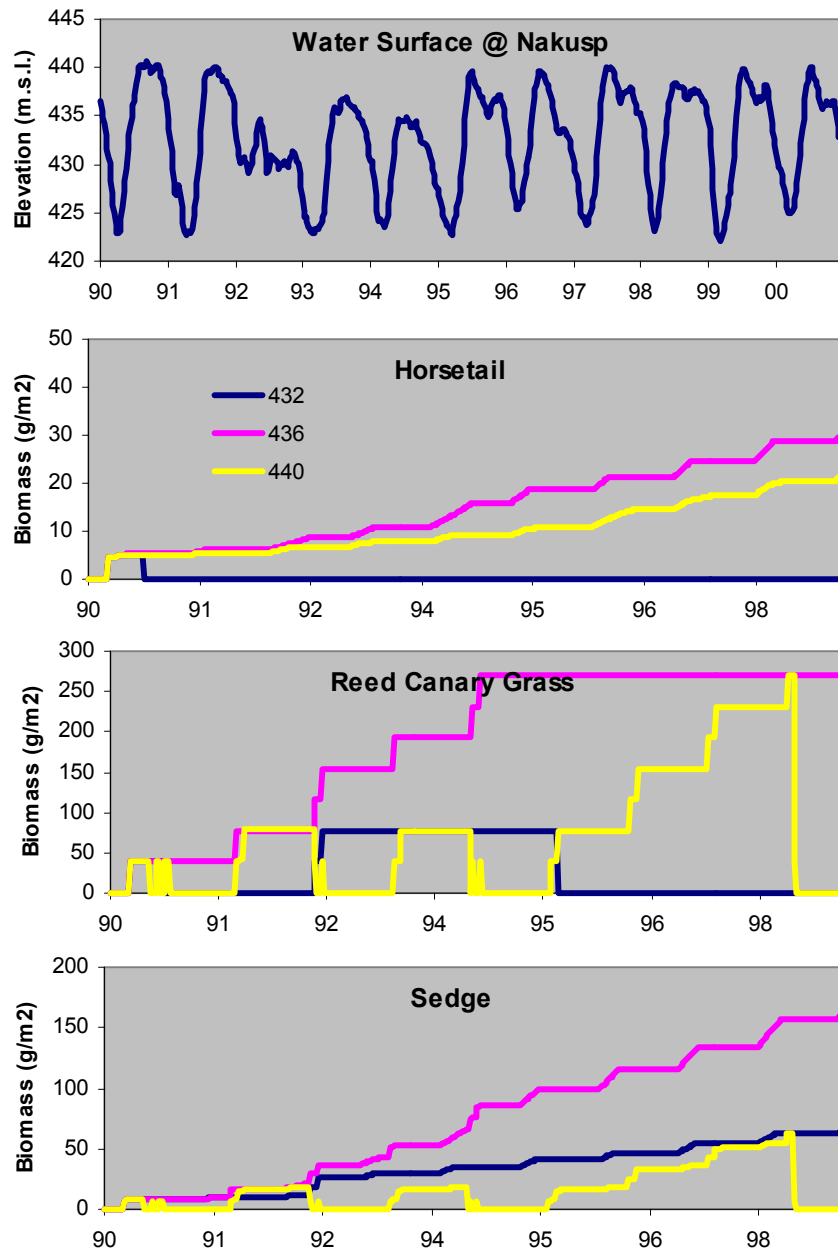 Water Surface @ Nakusp
Elevation (m.s.l.)
445
440
435
430
425
420
90 91 92 93 94 95 96 97 98 99 00
Horsetail
Biomass (g/m2)
50
40
30
20
10
0
432
436
440
90 91 92 94 95 96 98
Reed Canary Grass
Biomass (g/m2)
300
250
200
150
100
50
0
90 91 92 94 95 96 98
Sedge
Biomass (g/m2)
200
150
100
50
0
90 91 92 94 95 96 98